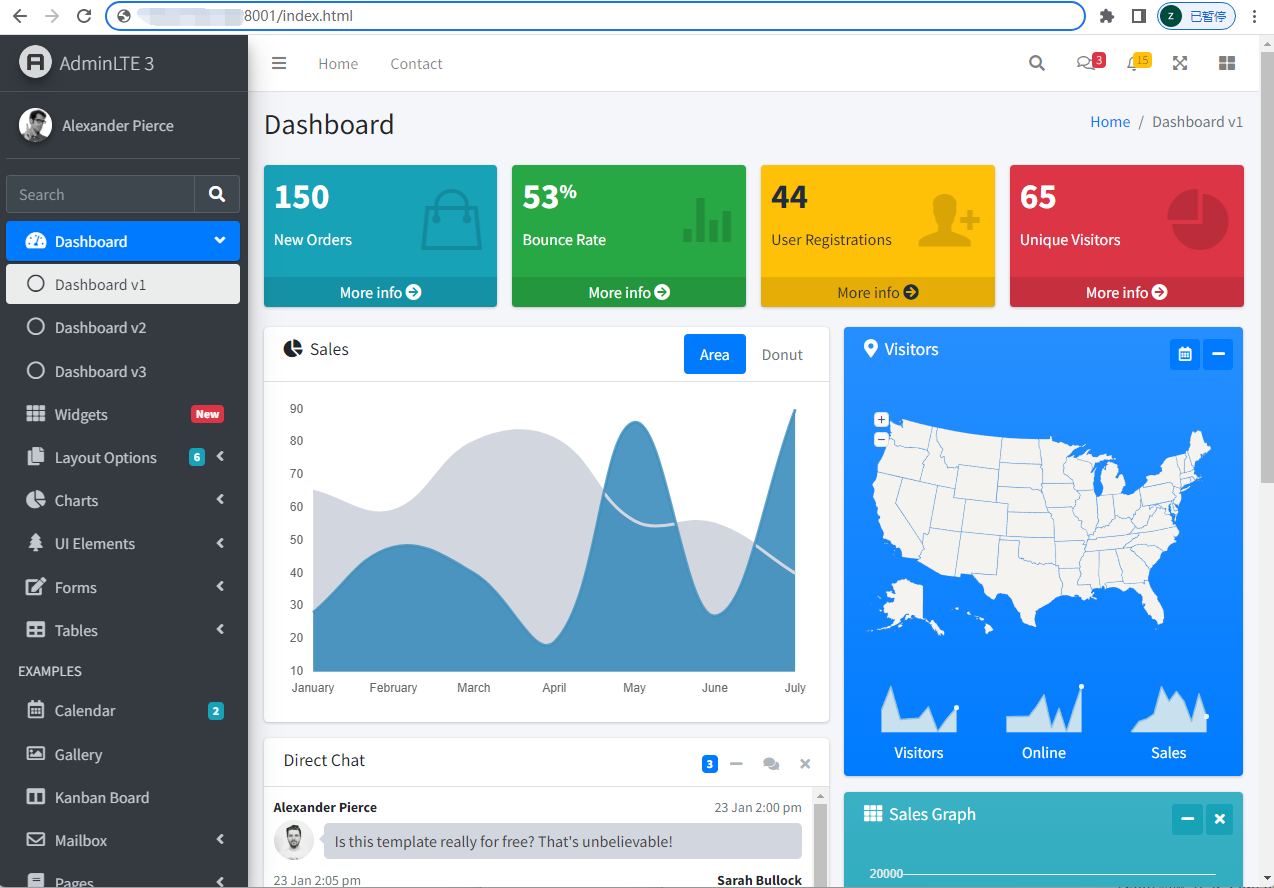 8001/index.html
Z 已暂停
AdminLTE 3
Home Contact
3 15
Alexander Pierce
Search
Dashboard
Dashboard v1
Dashboard v2
Dashboard v3
Widgets New
Layout Options 6
Charts
UI Elements
Forms
Tables
EXAMPLES
Calendar 2
Gallery
Kanban Board
Mailbox
Pages
Dashboard
Home / Dashboard v1
150
New Orders
More info
53%
Bounce Rate
More info
44
User Registrations
More info
65
Unique Visitors
More info
Sales
Area Donut
90
80
70
60
50
40
30
20
10
January February March April May June July
Visitors
+
−
Visitors Online Sales
Direct Chat 3
Alexander Pierce 23 Jan 2:00 pm
Is this template really for free? That's unbelievable!
23 Jan 2:05 pm Sarah Bullock
Sales Graph
20000